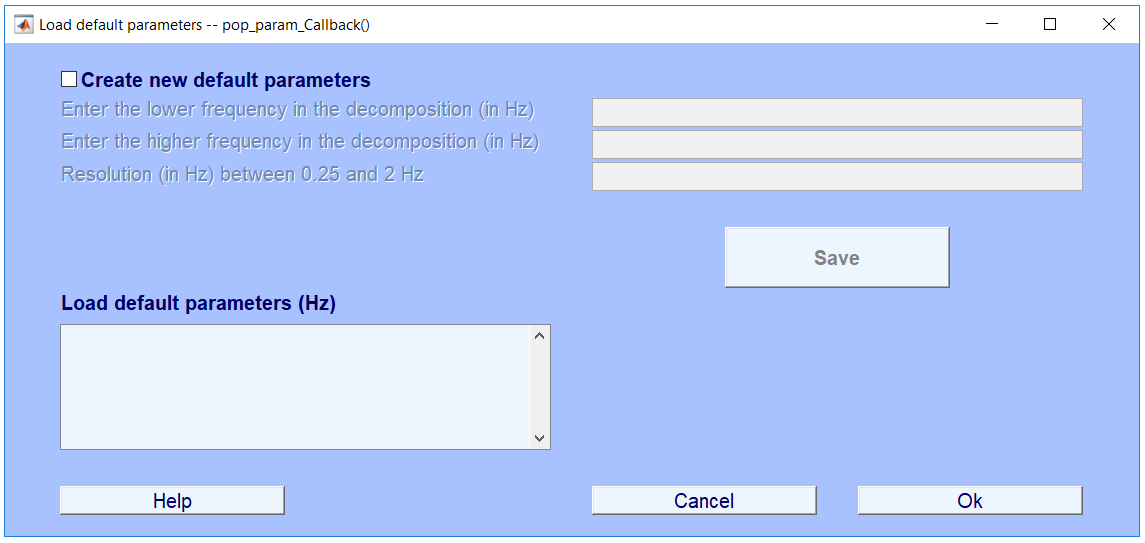 Load default parameters -- pop_param_Callback()
Create new default parameters
Enter the lower frequency in the decomposition (in Hz)
Enter the higher frequency in the decomposition (in Hz)
Resolution (in Hz) between 0.25 and 2 Hz
Save
Load default parameters (Hz)
Help
Cancel
Ok